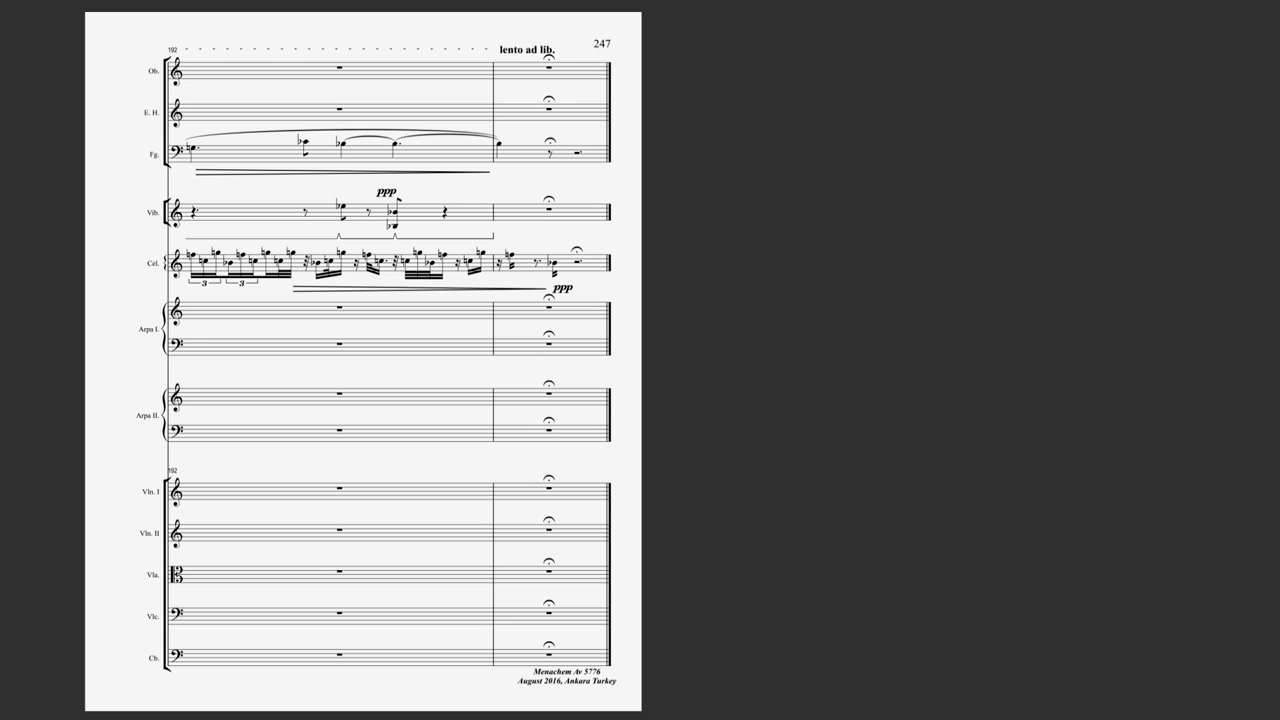 247
lento ad lib.
192
Ob.
E. H.
Fg.
ppp
Vib.
Cel.
3 3
ppp
Arpa I.
Arpa II.
192
Vln. I
Vln. II
Vla.
Vlc.
Cb.
Menachem Av 5776
August 2016, Ankara Turkey